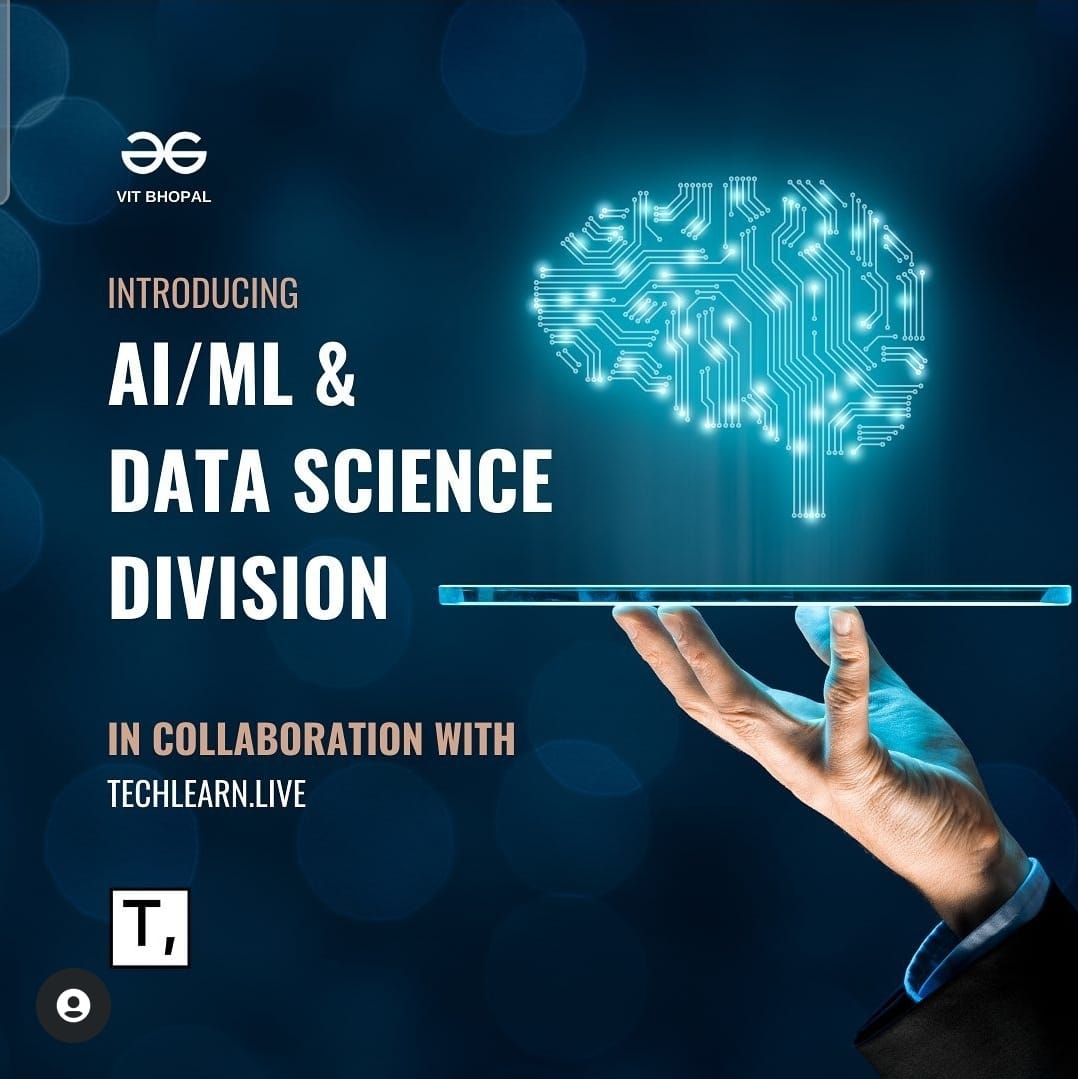 VIT BHOPAL
INTRODUCING
AI/ML &
DATA SCIENCE
DIVISION
IN COLLABORATION WITH
TECHLEARN.LIVE
T,